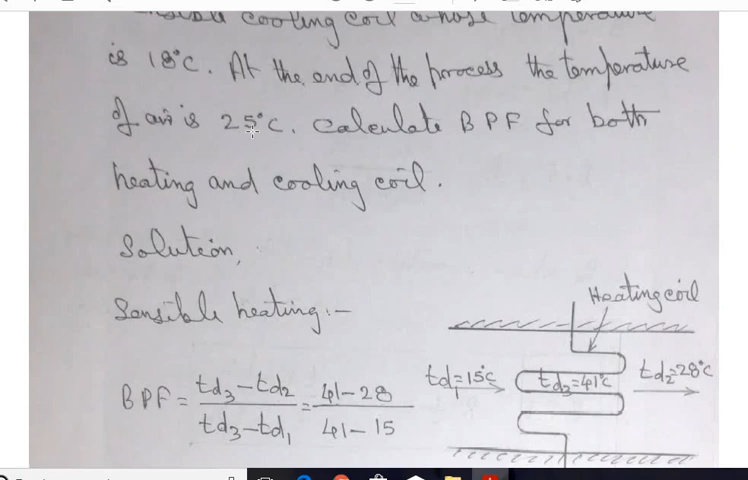 cooling coil whose temperature
is 18°C. At the end of the process the temperature
of air is 25°C. Calculate BPF for both
heating and cooling coil.
Solution,
Sensible heating:-
Heating coil
BPF = td₃-td₂ / td₃-td₁ = 41-28 / 41-15
td₁=15°C td₃=41°C td₂=28°C